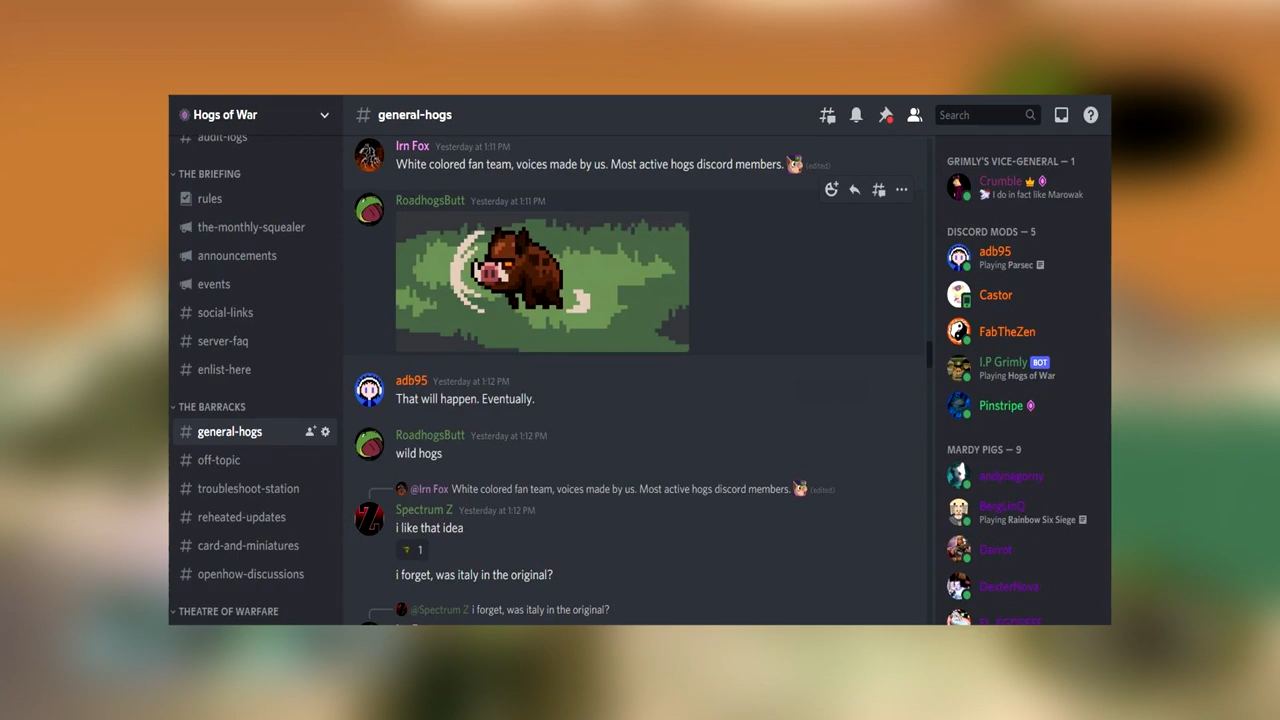 Hogs of War
audit-logs
THE BRIEFING
rules
the-monthly-squealer
announcements
events
# social-links
# server-faq
# enlist-here
THE BARRACKS
# general-hogs
# off-topic
# troubleshoot-station
# reheated-updates
# card-and-miniatures
# openhow-discussions
THEATRE OF WARFARE
# general-hogs
Search
Irn Fox Yesterday at 1:11 PM
White colored fan team, voices made by us. Most active hogs discord members. (edited)
RoadhogsButt Yesterday at 1:11 PM
adb95 Yesterday at 1:12 PM
That will happen. Eventually.
RoadhogsButt Yesterday at 1:12 PM
wild hogs
@Irn Fox White colored fan team, voices made by us. Most active hogs discord members. (edited)
Spectrum Z Yesterday at 1:12 PM
i like that idea
1
i forget, was italy in the original?
@Spectrum Z i forget, was italy in the original?
GRIMLY'S VICE-GENERAL — 1
Crumble
I do in fact like Marowak
DISCORD MODS — 5
adb95
Playing Parsec
Castor
FabTheZen
I.P Grimly BOT
Playing Hogs of War
Pinstripe
MARDY PIGS — 9
andynagorny
BergLinQ
Playing Rainbow Six Siege
Darrot
DexterNova